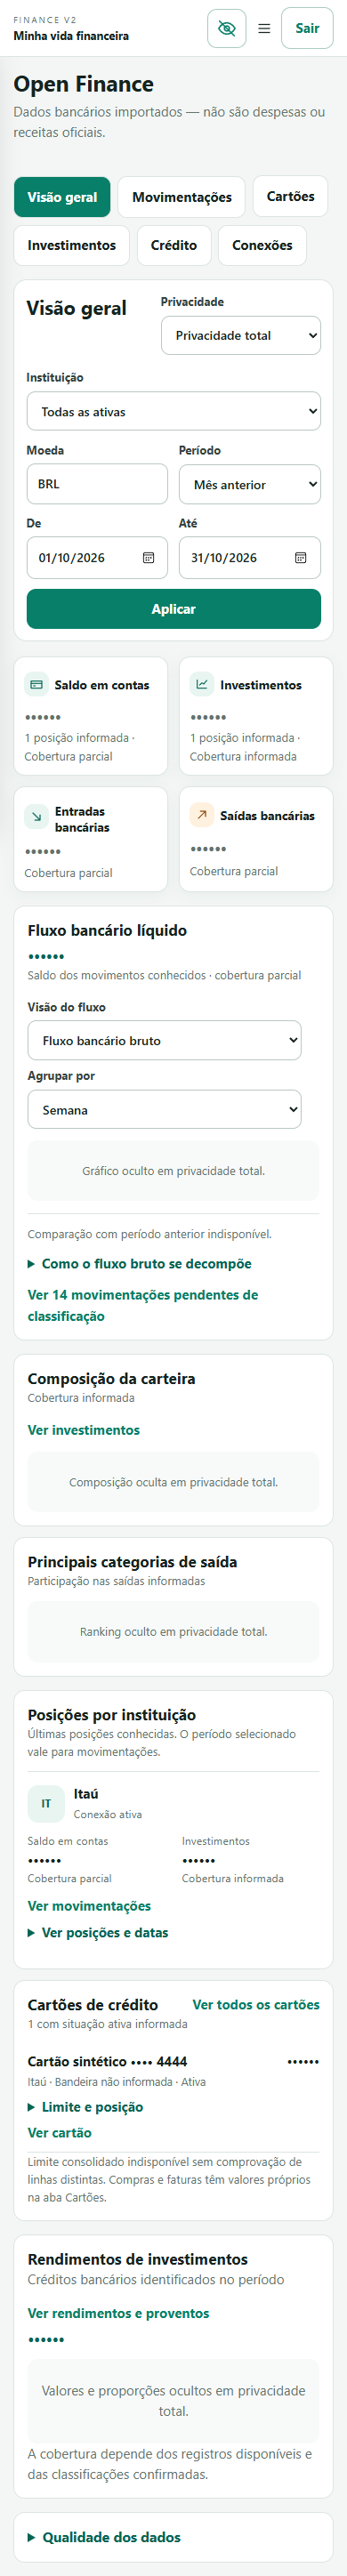 FINANCE V2
Minha vida financeira
Sair
Open Finance
Dados bancários importados — não são despesas ou
receitas oficiais.
Visão geral
Movimentações
Cartões
Investimentos
Crédito
Conexões
Visão geral
Privacidade
Privacidade total
Instituição
Todas as ativas
Moeda
Período
BRL
Mês anterior
De
Até
01/10/2026
31/10/2026
Aplicar
Saldo em contas
••••••
1 posição informada ·
Cobertura parcial
Investimentos
••••••
1 posição informada ·
Cobertura informada
Entradas
bancárias
••••••
Cobertura parcial
Saídas bancárias
••••••
Cobertura parcial
Fluxo bancário líquido
••••••
Saldo dos movimentos conhecidos · cobertura parcial
Visão do fluxo
Fluxo bancário bruto
Agrupar por
Semana
Gráfico oculto em privacidade total.
Comparação com período anterior indisponível.
Como o fluxo bruto se decompõe
Ver 14 movimentações pendentes de
classificação
Composição da carteira
Cobertura informada
Ver investimentos
Composição oculta em privacidade total.
Principais categorias de saída
Participação nas saídas informadas
Ranking oculto em privacidade total.
Posições por instituição
Últimas posições conhecidas. O período selecionado
vale para movimentações.
IT
Itaú
Conexão ativa
Saldo em contas
Investimentos
••••••
••••••
Cobertura parcial
Cobertura informada
Ver movimentações
Ver posições e datas
Cartões de crédito
Ver todos os cartões
1 com situação ativa informada
Cartão sintético •••• 4444
••••••
Itaú · Bandeira não informada · Ativa
Limite e posição
Ver cartão
Limite consolidado indisponível sem comprovação de
linhas distintas. Compras e faturas têm valores próprios
na aba Cartões.
Rendimentos de investimentos
Créditos bancários identificados no período
Ver rendimentos e proventos
••••••
Valores e proporções ocultos em privacidade
total.
A cobertura depende dos registros disponíveis e
das classificações confirmadas.
Qualidade dos dados